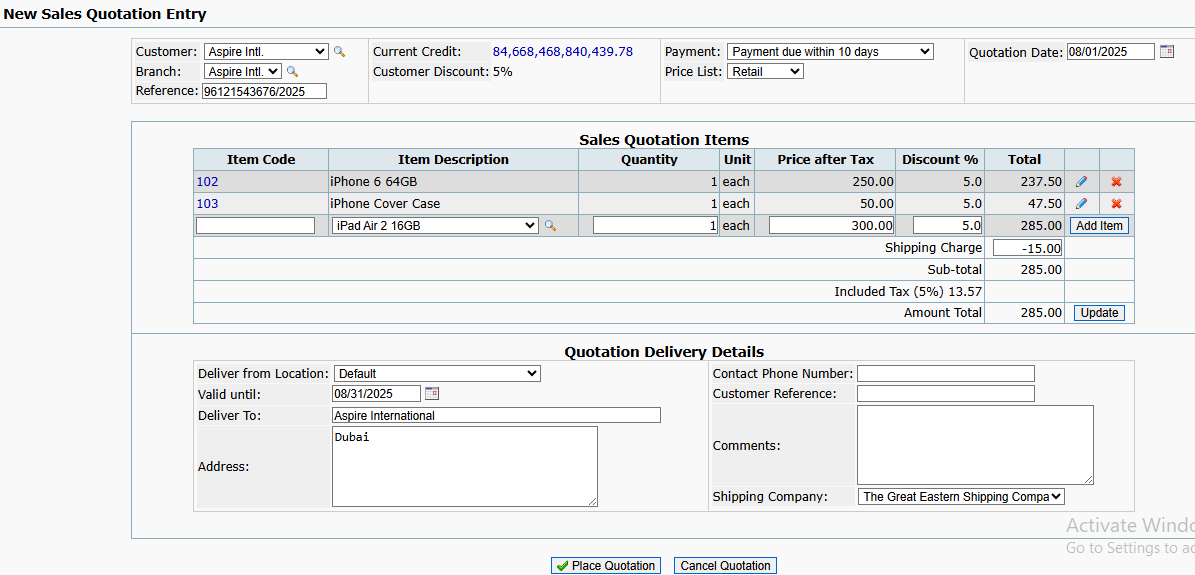 New Sales Quotation Entry
Customer: Aspire Intl. Current Credit: 84,668,468,840,439.78 Payment: Payment due within 10 days Quotation Date: 08/01/2025
Branch: Aspire Intl. Customer Discount: 5% Price List: Retail
Reference: 96121543676/2025
Sales Quotation Items
Item Code Item Description Quantity Unit Price after Tax Discount % Total
102 iPhone 6 64GB 1 each 250.00 5.0 237.50
103 iPhone Cover Case 1 each 50.00 5.0 47.50
iPad Air 2 16GB 1 each 300.00 5.0 285.00 Add Item
Shipping Charge -15.00
Sub-total 285.00
Included Tax (5%) 13.57
Amount Total 285.00 Update
Quotation Delivery Details
Deliver from Location: Default Contact Phone Number:
Valid until: 08/31/2025 Customer Reference:
Deliver To: Aspire International
Address: Dubai Comments:
Shipping Company: The Great Eastern Shipping Compa
Activate Windo
Go to Settings to ac
Place Quotation Cancel Quotation